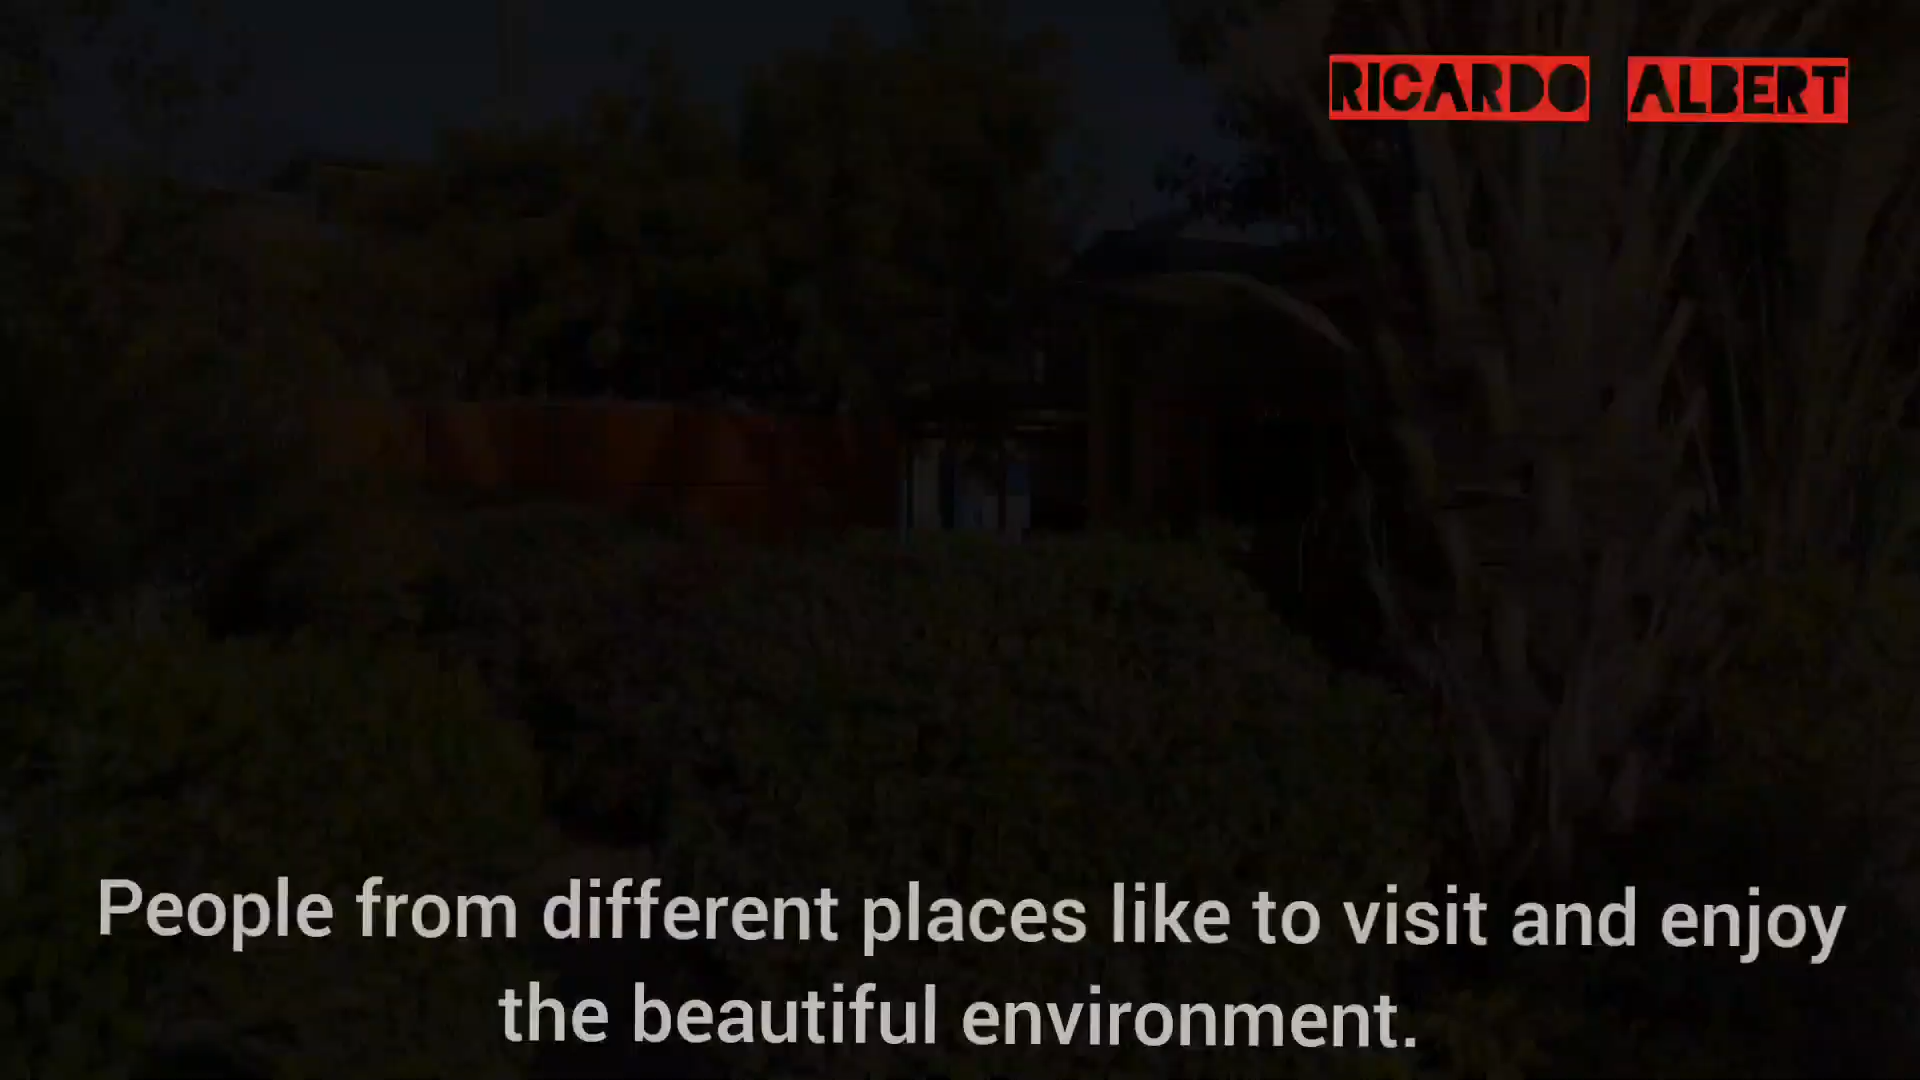 RICARDO ALBERT
People from different places like to visit and enjoy
the beautiful environment.